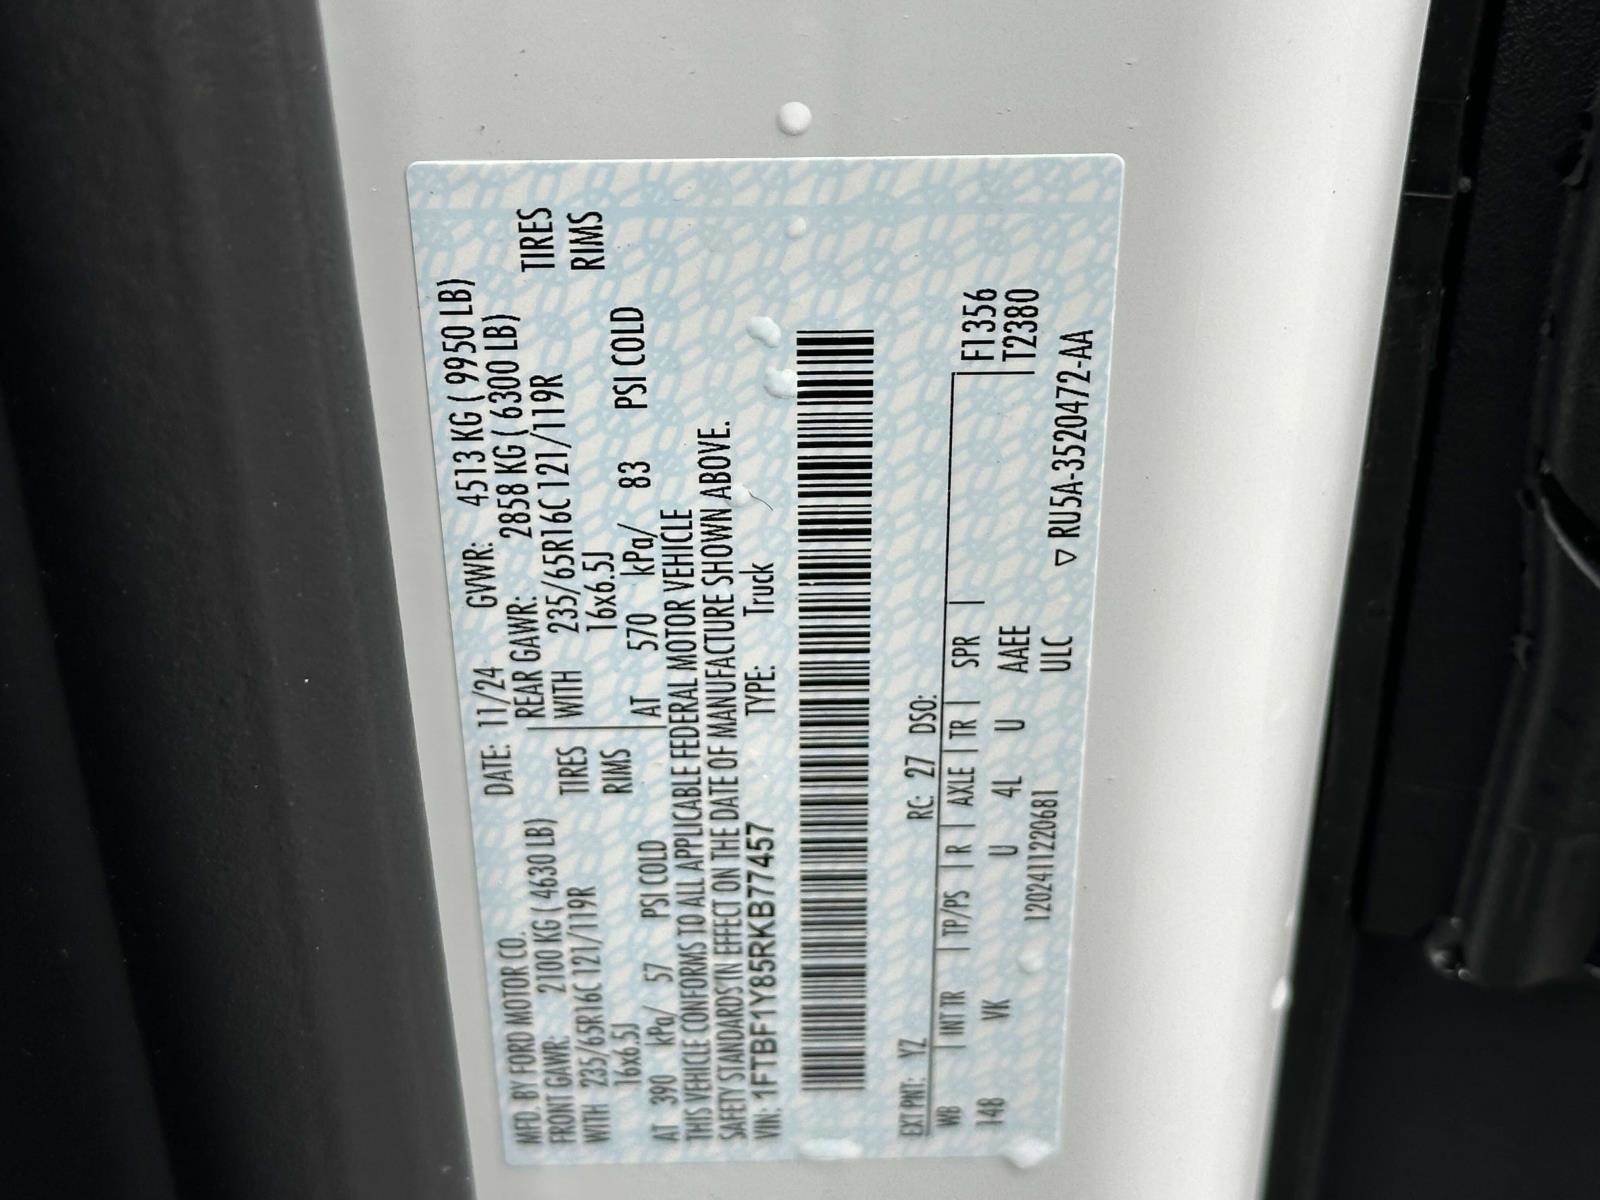 MFD. BY FORD MOTOR CO. DATE: 11/24 GVWR: 4513 KG ( 9950 LB)
FRONT GAWR: 2100 KG ( 4630 LB) REAR GAWR: 2858 KG ( 6300 LB)
WITH 235/65R16C 121/119R TIRES WITH 235/65R16C 121/119R TIRES
16x6.5J RIMS 16x6.5J RIMS
AT 390 kPa/ 57 PSI COLD AT 570 kPa/ 83 PSI COLD
THIS VEHICLE CONFORMS TO ALL APPLICABLE FEDERAL MOTOR VEHICLE
SAFETY STANDARDS IN EFFECT ON THE DATE OF MANUFACTURE SHOWN ABOVE.
VIN: 1FTBF1Y85RKB77457 TYPE: Truck
EXT PNT: YZ RC: 27 DSO:
WB | INT TR | TP/PS | R | AXLE | TR | SPR | F1356
148 VK U 4L U AAEE T2380
1202411220681 ULC
▽ RU5A-3520472-AA